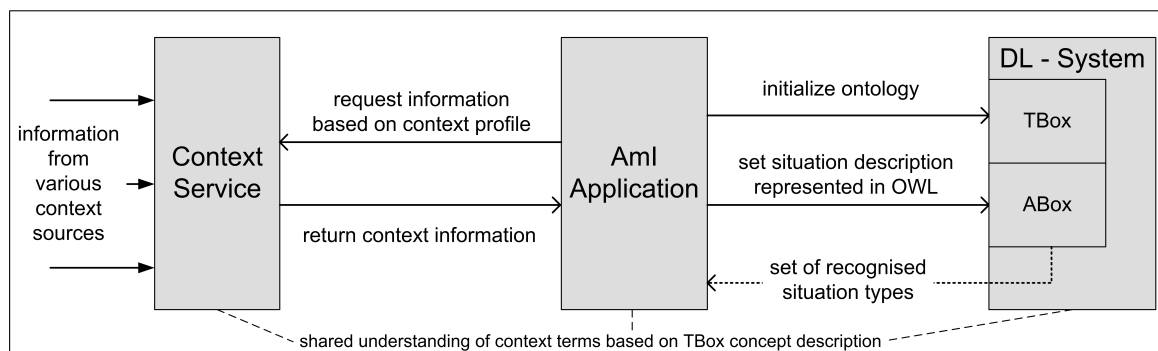 information
from
various
context
sources
Context
Service
request information
based on context profile
return context information
AmI
Application
initialize ontology
set situation description
represented in OWL
set of recognised
situation types
DL - System
TBox
ABox
shared understanding of context terms based on TBox concept description